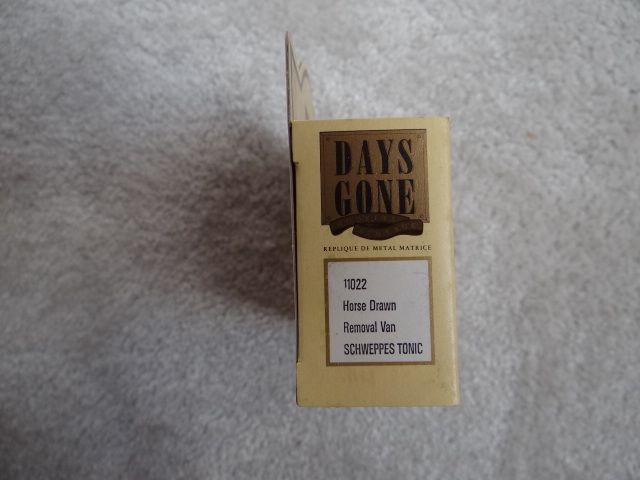 DAYS
GONE
REPLIQUE DE METAL MATRICE
11022
Horse Drawn
Removal Van
SCHWEPPES TONIC